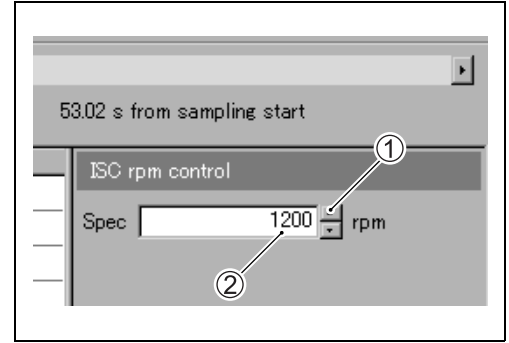 53.02 s from sampling start
1
ISC rpm control
Spec 1200 rpm
2